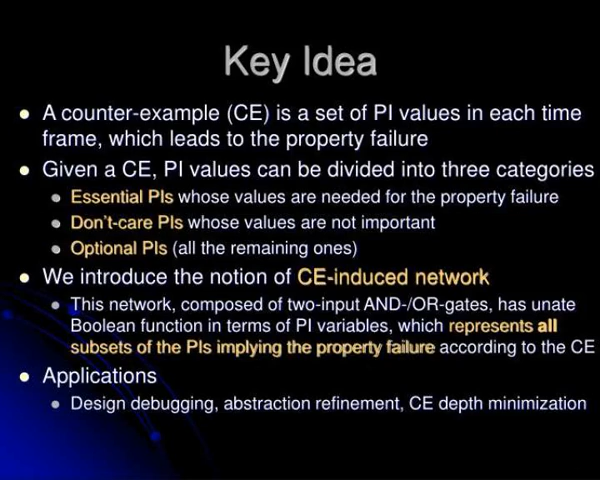 Key Idea
A counter-example (CE) is a set of PI values in each time
frame, which leads to the property failure
Given a CE, PI values can be divided into three categories
Essential PIs whose values are needed for the property failure
Don't-care PIs whose values are not important
Optional PIs (all the remaining ones)
We introduce the notion of CE-induced network
This network, composed of two-input AND-/OR-gates, has unate
Boolean function in terms of PI variables, which represents all
subsets of the PIs implying the property failure according to the CE
Applications
Design debugging, abstraction refinement, CE depth minimization